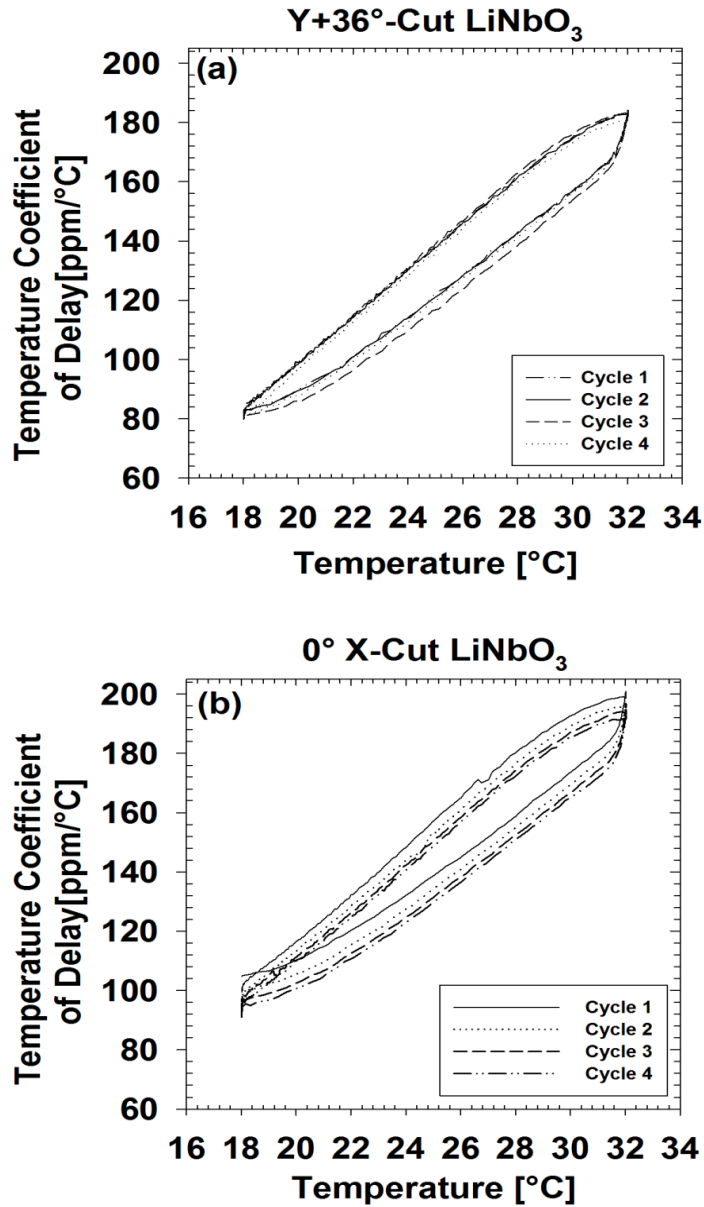 Y+36°-Cut LiNbO₃
(a)
Temperature Coefficient
of Delay[ppm/°C]
200
180
160
140
120
100
80
60
16 18 20 22 24 26 28 30 32 34
Temperature [°C]
Cycle 1
Cycle 2
Cycle 3
Cycle 4
0° X-Cut LiNbO₃
(b)
Temperature Coefficient
of Delay[ppm/°C]
200
180
160
140
120
100
80
60
16 18 20 22 24 26 28 30 32 34
Temperature [°C]
Cycle 1
Cycle 2
Cycle 3
Cycle 4